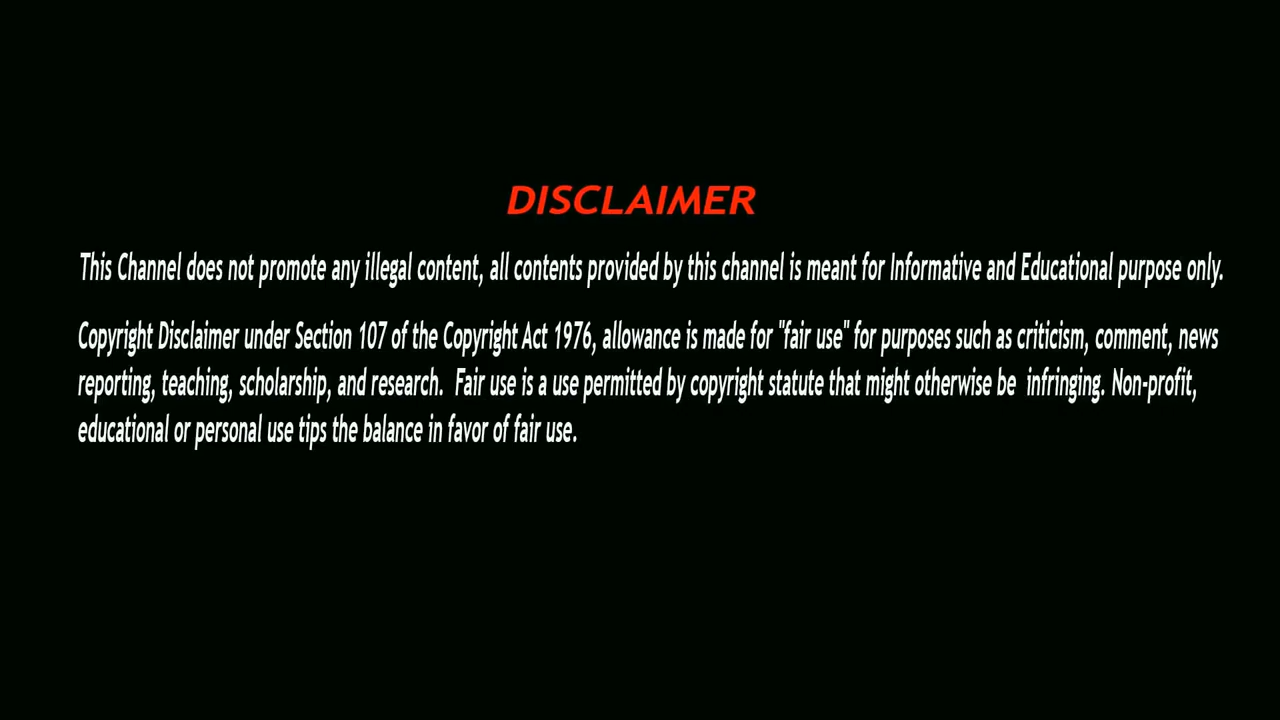 DISCLAIMER
This Channel does not promote any illegal content, all contents provided by this channel is meant for Informative and Educational purpose only.
Copyright Disclaimer under Section 107 of the Copyright Act 1976, allowance is made for "fair use" for purposes such as criticism, comment, news
reporting, teaching, scholarship, and research.  Fair use is a use permitted by copyright statute that might otherwise be  infringing. Non-profit,
educational or personal use tips the balance in favor of fair use.